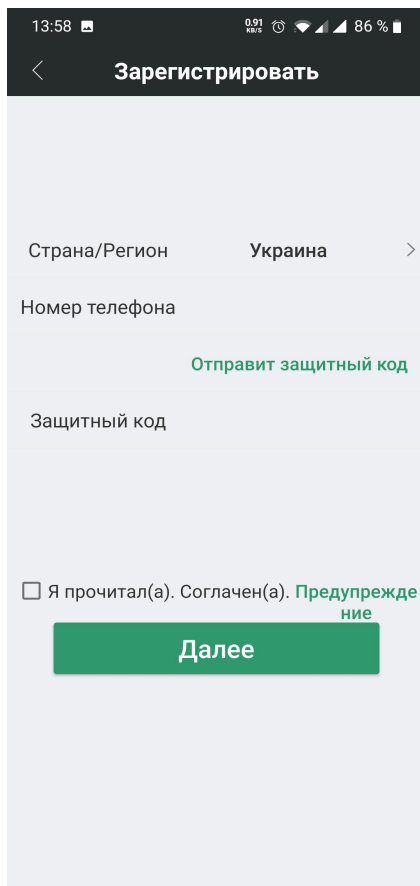 13:58 0.91 KB/S 86 %
Зарегистрировать
Страна/Регион Украина
Номер телефона
Отправит защитный код
Защитный код
Я прочитал(а). Соглачен(а). Предупрежде
ние
Далее